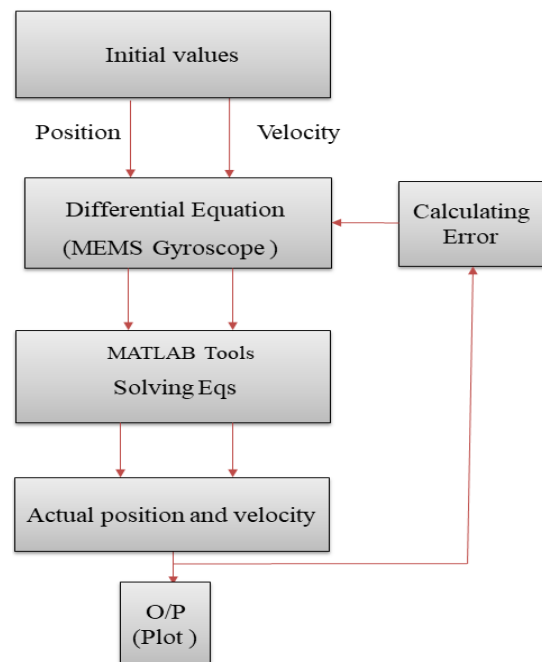 Initial values
Position
Velocity
Differential Equation
(MEMS Gyroscope )
Calculating
Error
MATLAB Tools
Solving Eqs
Actual position and velocity
O/P
(Plot )